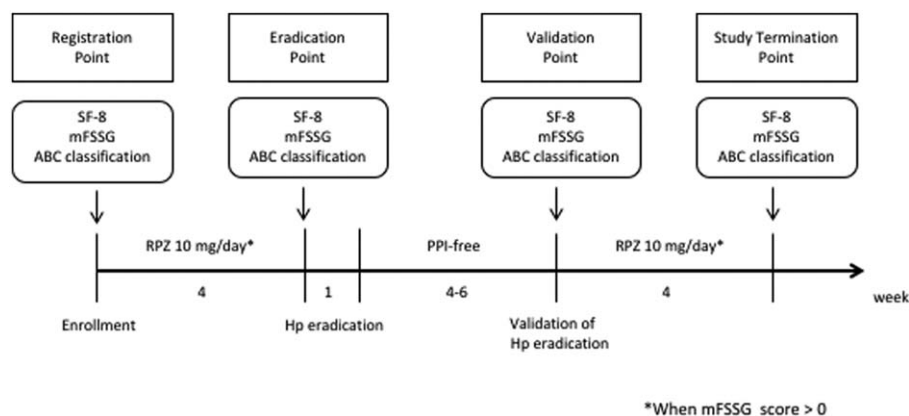 Registration
Point
Eradication
Point
Validation
Point
Study Termination
Point
SF-8
mFSSG
ABC classification
SF-8
mFSSG
ABC classification
SF-8
mFSSG
ABC classification
SF-8
mFSSG
ABC classification
RPZ 10 mg/day*
PPI-free
RPZ 10 mg/day*
4
1
4-6
4
week
Enrollment
Hp eradication
Validation of
Hp eradication
*When mFSSG score > 0